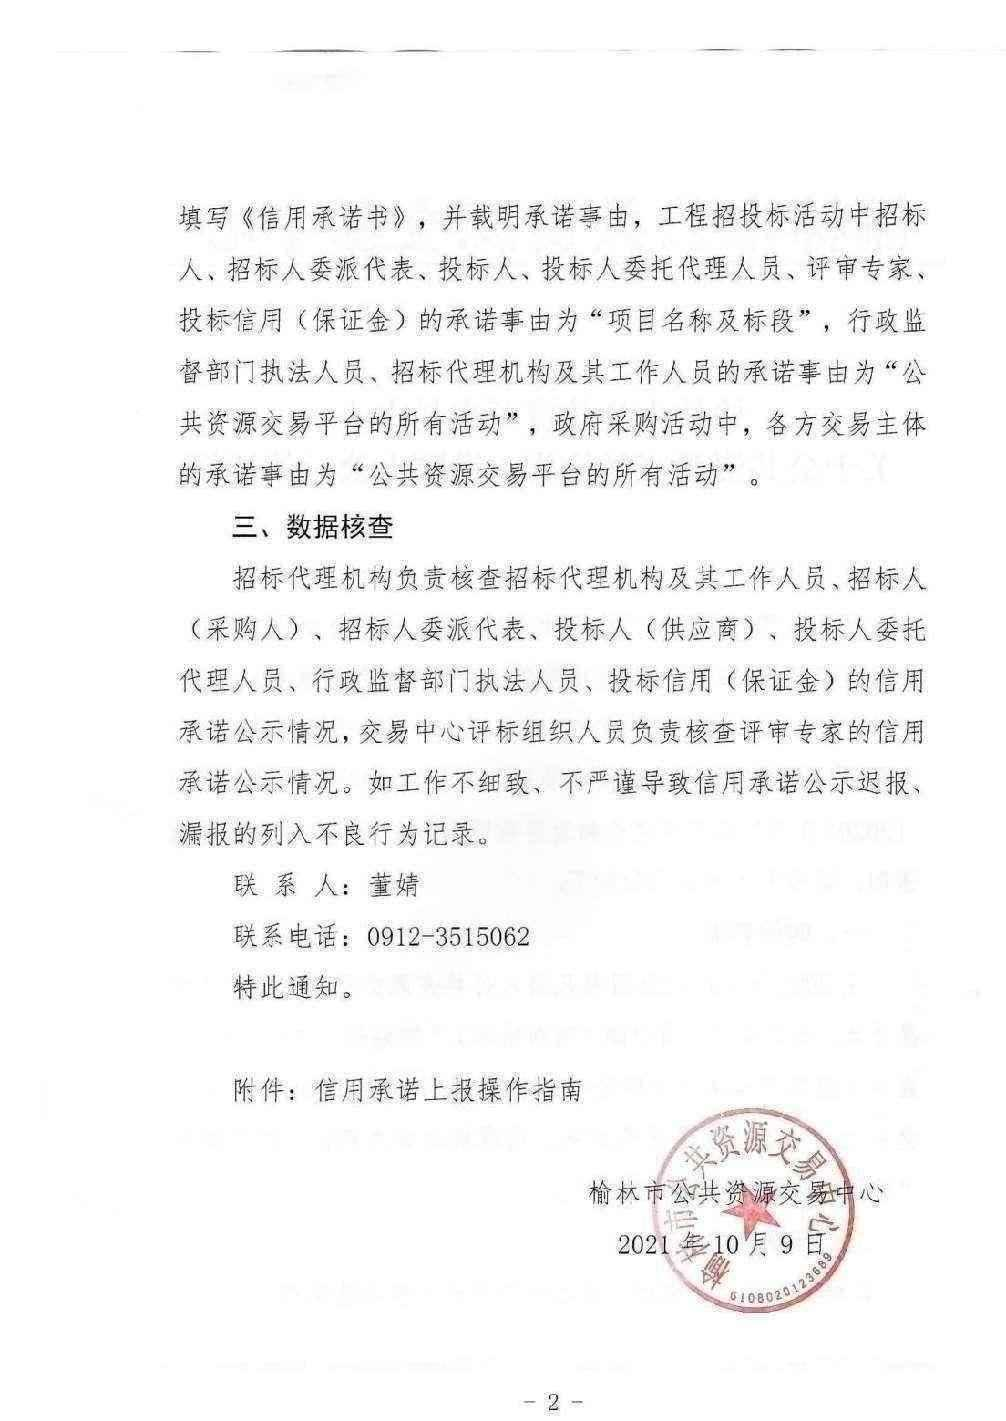 填写《信用承诺书》，并载明承诺事由，工程招投标活动中招标
人、招标人委派代表、投标人、投标人委托代理人员、评审专家、
投标信用（保证金）的承诺事由为“项目名称及标段”，行政监
督部门执法人员、招标代理机构及其工作人员的承诺事由为“公
共资源交易平台的所有活动”，政府采购活动中，各方交易主体
的承诺事由为“公共资源交易平台的所有活动”。
三、数据核查
招标代理机构负责核查招标代理机构及其工作人员、招标人
（采购人）、招标人委派代表、投标人（供应商）、投标人委托
代理人员、行政监督部门执法人员、投标信用（保证金）的信用
承诺公示情况，交易中心评标组织人员负责核查评审专家的信用
承诺公示情况。如工作不细致、不严谨导致信用承诺公示迟报、
漏报的列入不良行为记录。
联 系 人：董婧
联系电话：0912-3515062
特此通知。
附件：信用承诺上报操作指南
榆林市公共资源交易中心
2021 年 10 月 9 日
榆林市公共资源交易中心
6108020123689
- 2 -